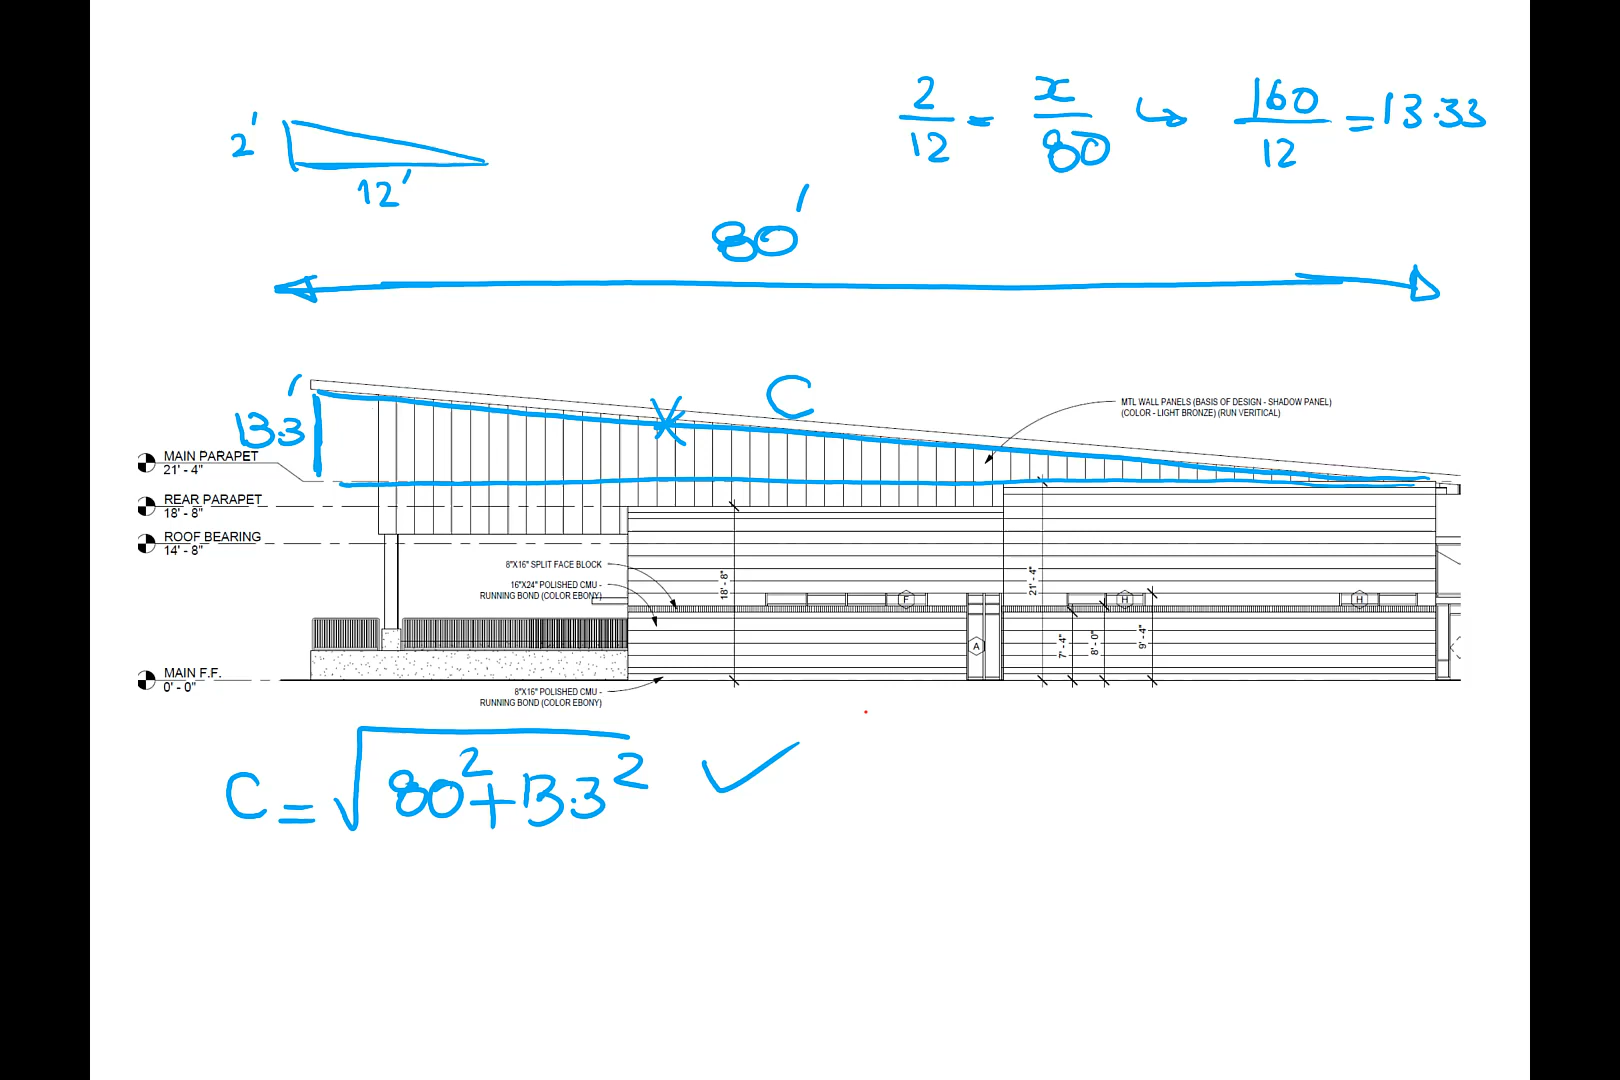 2'
12'
2/12 = x/80 ↳ 160/12 = 13.33
80'
13.3'
C
MTL WALL PANELS (BASIS OF DESIGN - SHADOW PANEL)
(COLOR - LIGHT BRONZE) (RUN VERITICAL)
MAIN PARAPET
21' - 4"
REAR PARAPET
18' - 8"
ROOF BEARING
14' - 8"
8"X16" SPLIT FACE BLOCK
16"X24" POLISHED CMU -
RUNNING BOND (COLOR EBONY)
18' - 8"
21' - 4"
F
H
H
A
7' - 4"
8' - 0"
9' - 4"
MAIN F.F.
0' - 0"
8"X16" POLISHED CMU -
RUNNING BOND (COLOR EBONY)
C = √80² + 13.3² ✓